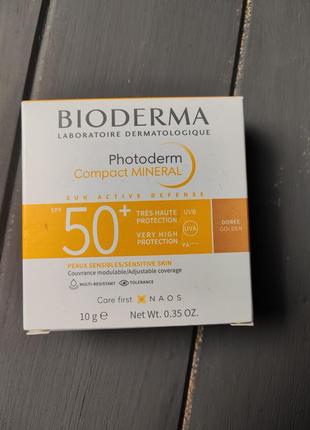 BIODERMA
LABORATOIRE DERMATOLOGIQUE
Photoderm
Compact MINERAL
SUN ACTIVE DEFENSE
SPF
50+
TRÈS HAUTE
PROTECTION
VERY HIGH
PROTECTION
UVB
UVA
PA++++
DORÉE
GOLDEN
PEAUX SENSIBLES/SENSITIVE SKIN
Couvrance modulable/Adjustable coverage
MULTI-RESISTANT
TOLERANCE
Care first.
NAOS
10 g ℮ Net Wt. 0.35 OZ.